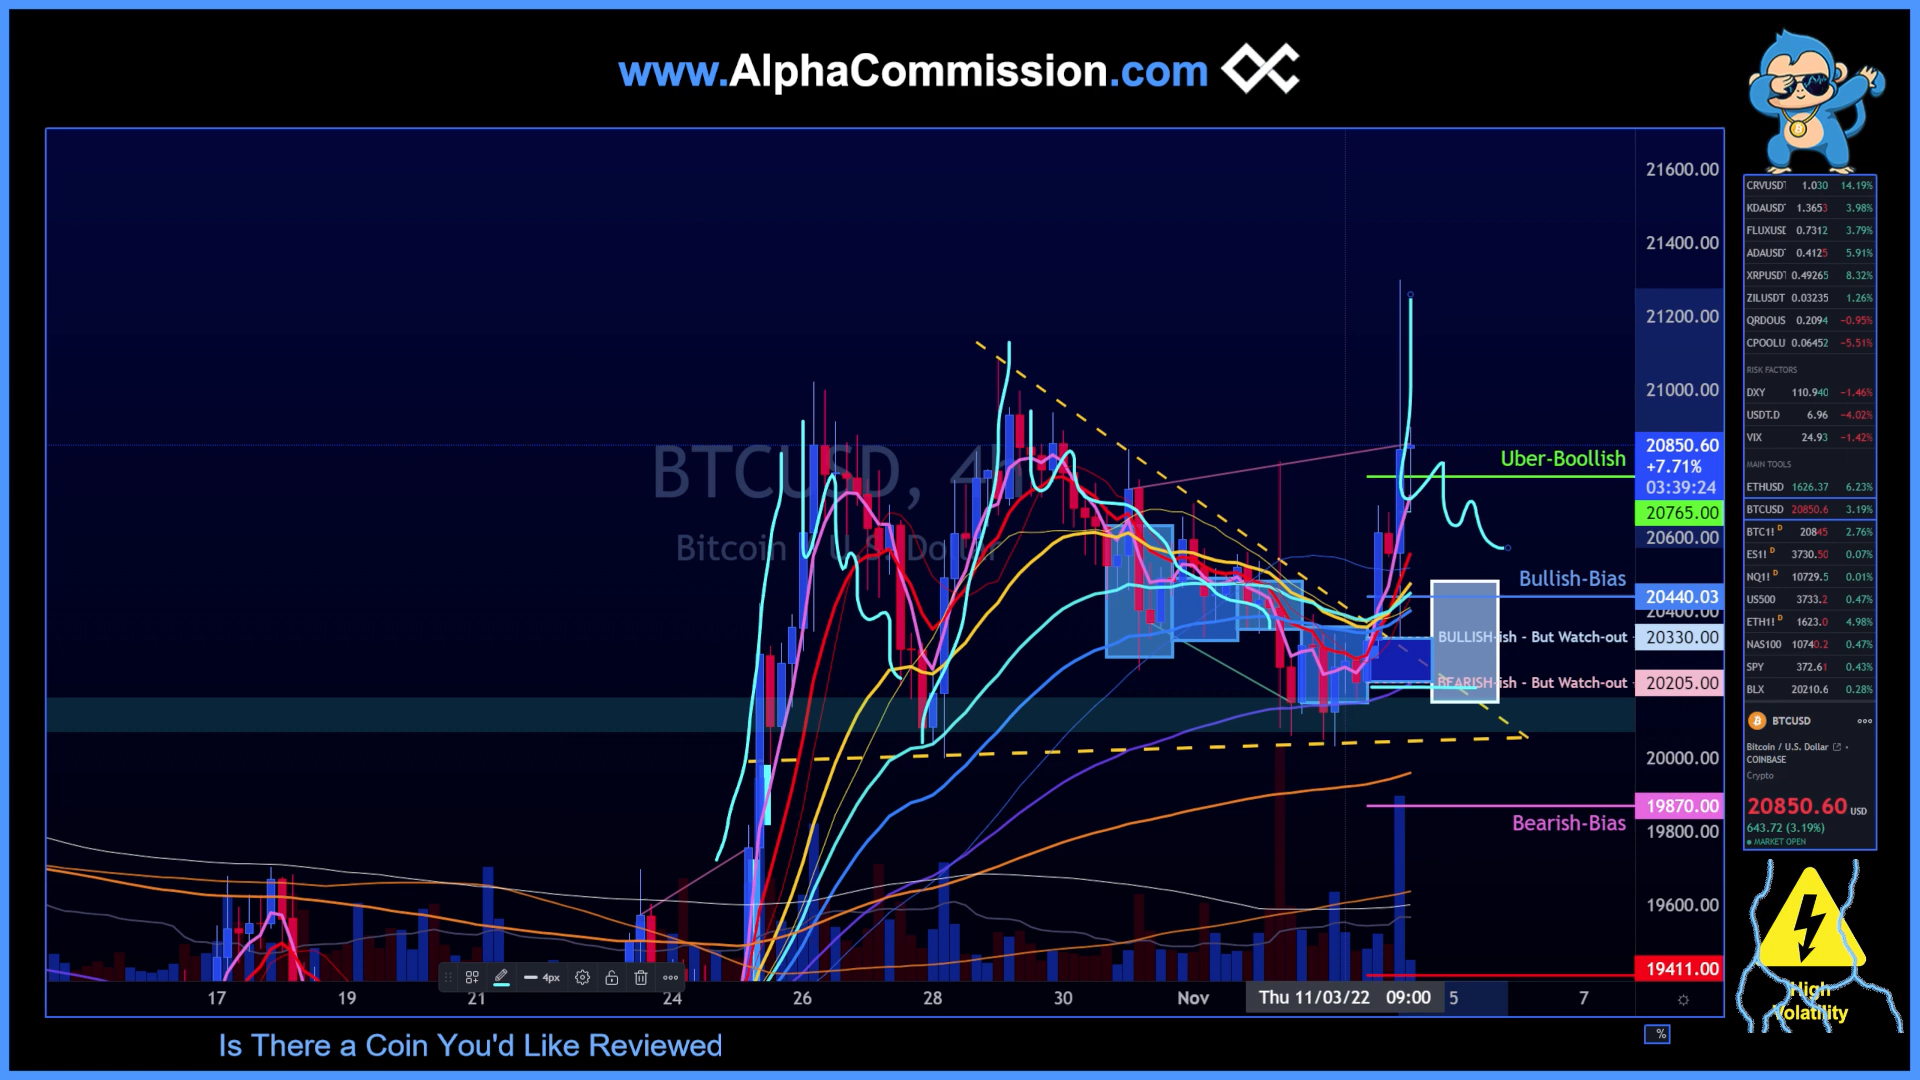 www.AlphaCommission.com
BTCUSD, 4h
Bitcoin / U.S. Dollar
21600.00
21400.00
21200.00
21000.00
20850.60
+7.71%
03:39:24
20765.00
20600.00
20440.03
20400.00
20330.00
20205.00
20000.00
19870.00
19800.00
19600.00
19411.00
Uber-Boollish
Bullish-Bias
BULLISH-ish - But Watch-out
BEARISH-ish - But Watch-out
Bearish-Bias
4px
17 19 21 24 26 28 30 Nov Thu 11/03/22 09:00 5 7
%
CRVUSDT 1.030 14.19%
KDAUSDT 1.3653 3.98%
FLUXUSD 0.7312 3.79%
ADAUSDT 0.4125 5.91%
XRPUSDT 0.49265 8.32%
ZILUSDT 0.03235 1.26%
QRDOUS 0.2094 −0.95%
CPOOLU 0.06452 −5.51%
RISK FACTORS
DXY 110.940 −1.46%
USDT.D 6.96 −4.02%
VIX 24.93 −1.42%
MAIN TOOLS
ETHUSD 1626.37 6.23%
BTCUSD 20850.6 3.19%
BTC1! D 20845 2.76%
ES1! D 3730.50 0.07%
NQ1! D 10729.5 0.01%
US500 3733.2 0.47%
ETH1! D 1623.0 4.98%
NAS100 10740.2 0.47%
SPY 372.61 0.43%
BLX 20210.6 0.28%
BTCUSD
Bitcoin / U.S. Dollar
COINBASE
Crypto
20850.60 USD
643.72 (3.19%)
MARKET OPEN
High
Volatility
Is There a Coin You'd Like Reviewed